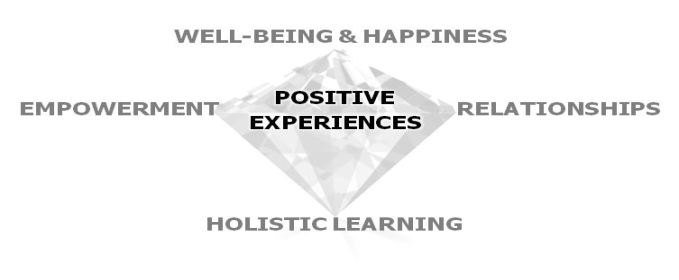 WELL-BEING & HAPPINESS
POSITIVE
EXPERIENCES
EMPOWERMENT
RELATIONSHIPS
HOLISTIC LEARNING